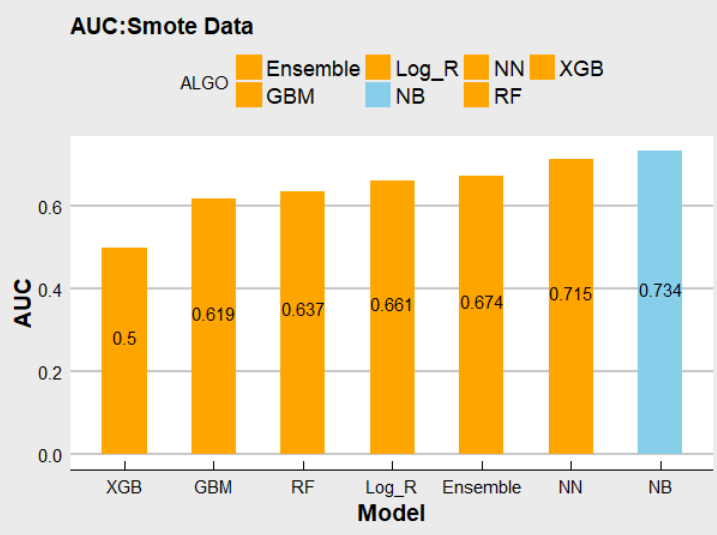 AUC:Smote Data
ALGO
Ensemble Log_R NN XGB
GBM NB RF
AUC
0.6
0.4
0.2
0.0
0.5
0.619
0.637
0.661
0.674
0.715
0.734
XGB GBM RF Log_R Ensemble NN NB
Model